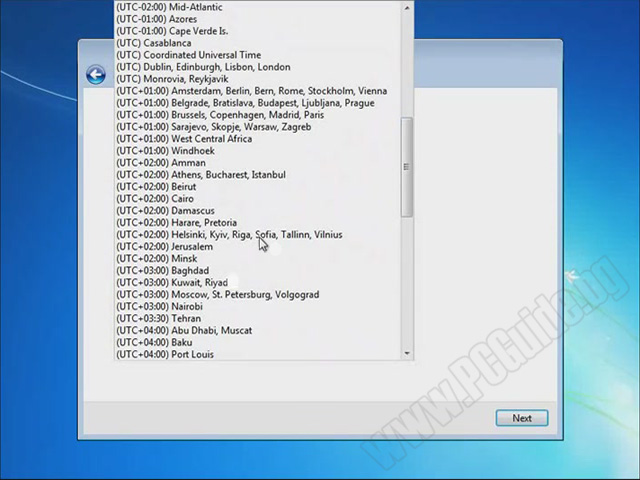 (UTC-02:00) Mid-Atlantic
(UTC-01:00) Azores
(UTC-01:00) Cape Verde Is.
(UTC) Casablanca
(UTC) Coordinated Universal Time
(UTC) Dublin, Edinburgh, Lisbon, London
(UTC) Monrovia, Reykjavik
(UTC+01:00) Amsterdam, Berlin, Bern, Rome, Stockholm, Vienna
(UTC+01:00) Belgrade, Bratislava, Budapest, Ljubljana, Prague
(UTC+01:00) Brussels, Copenhagen, Madrid, Paris
(UTC+01:00) Sarajevo, Skopje, Warsaw, Zagreb
(UTC+01:00) West Central Africa
(UTC+01:00) Windhoek
(UTC+02:00) Amman
(UTC+02:00) Athens, Bucharest, Istanbul
(UTC+02:00) Beirut
(UTC+02:00) Cairo
(UTC+02:00) Damascus
(UTC+02:00) Harare, Pretoria
(UTC+02:00) Helsinki, Kyiv, Riga, Sofia, Tallinn, Vilnius
(UTC+02:00) Jerusalem
(UTC+02:00) Minsk
(UTC+03:00) Baghdad
(UTC+03:00) Kuwait, Riyad
(UTC+03:00) Moscow, St. Petersburg, Volgograd
(UTC+03:00) Nairobi
(UTC+03:30) Tehran
(UTC+04:00) Abu Dhabi, Muscat
(UTC+04:00) Baku
(UTC+04:00) Port Louis
Next
www.PCGuide.bg